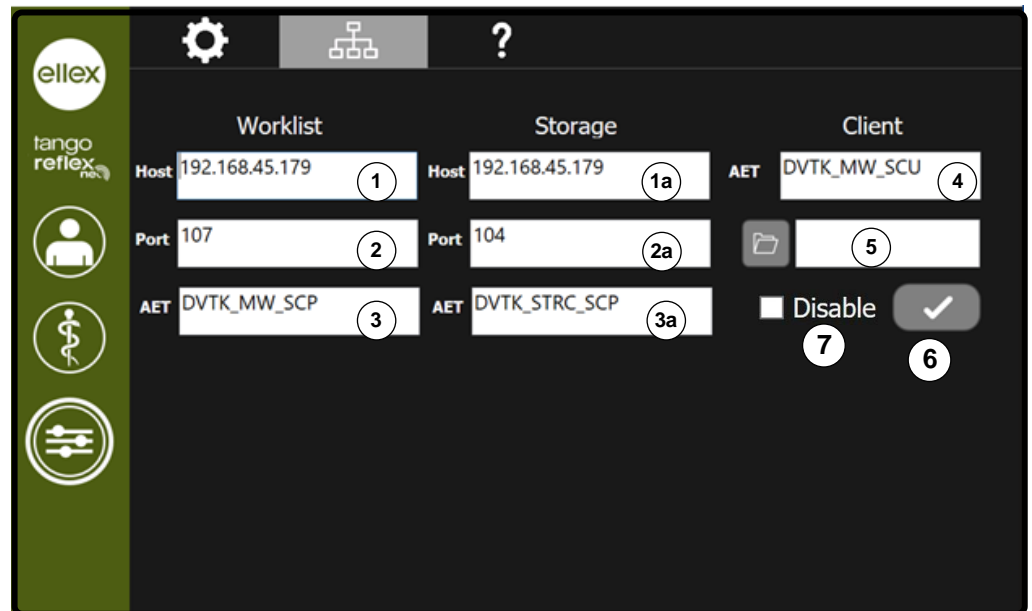 ?
ellex
tango
reflex
neo
Worklist
Host 192.168.45.179 1
Port 107 2
AET DVTK_MW_SCP 3
Storage
Host 192.168.45.179 1a
Port 104 2a
AET DVTK_STRC_SCP 3a
Client
AET DVTK_MW_SCU 4
5
Disable
7
6